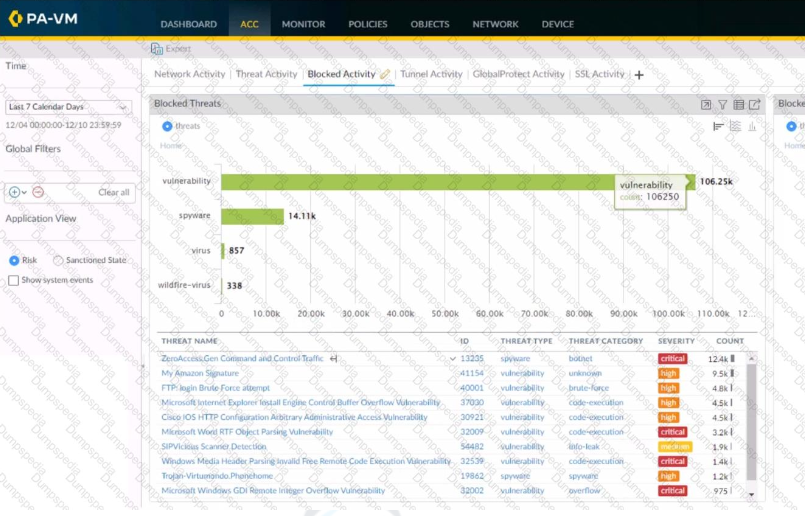 PA-VM
DASHBOARD ACC MONITOR POLICIES OBJECTS NETWORK DEVICE
Export
Time
Last 7 Calendar Days
12/04 00:00:00-12/10 23:59:59
Global Filters
Clear all
Application View
Risk Sanctioned State
Show system events
Network Activity Threat Activity Blocked Activity Tunnel Activity GlobalProtect Activity SSL Activity +
Blocked Threats
threats
Home
vulnerability 106.25k
vulnerability
count: 106250
spyware 14.11k
virus 857
wildfire-virus 338
0 10.00k 20.00k 30.00k 40.00k 50.00k 60.00k 70.00k 80.00k 90.00k 100.00k 110.00k 12...
THREAT NAME ID THREAT TYPE THREAT CATEGORY SEVERITY COUNT
ZeroAccess.Gen Command and Control Traffic 13235 spyware botnet critical 12.4k
My Amazon Signature 41154 vulnerability unknown high 9.5k
FTP: login Brute Force attempt 40001 vulnerability brute-force high 4.8k
Microsoft Internet Explorer Install Engine Control Buffer Overflow Vulnerability 37030 vulnerability code-execution high 4.5k
Cisco IOS HTTP Configuration Arbitrary Administrative Access Vulnerability 30921 vulnerability code-execution high 4.5k
Microsoft Word RTF Object Parsing Vulnerability 32009 vulnerability code-execution critical 3.2k
SIPVicious Scanner Detection 54482 vulnerability info-leak medium 1.9k
Windows Media Header Parsing Invalid Free Remote Code Execution Vulnerability 32539 vulnerability code-execution critical 1.4k
Trojan-Virtumondo.Phonehome 19862 spyware spyware high 1.2k
Microsoft Windows GDI Remote Integer Overflow Vulnerability 32002 vulnerability overflow critical 975
Blocke
Home